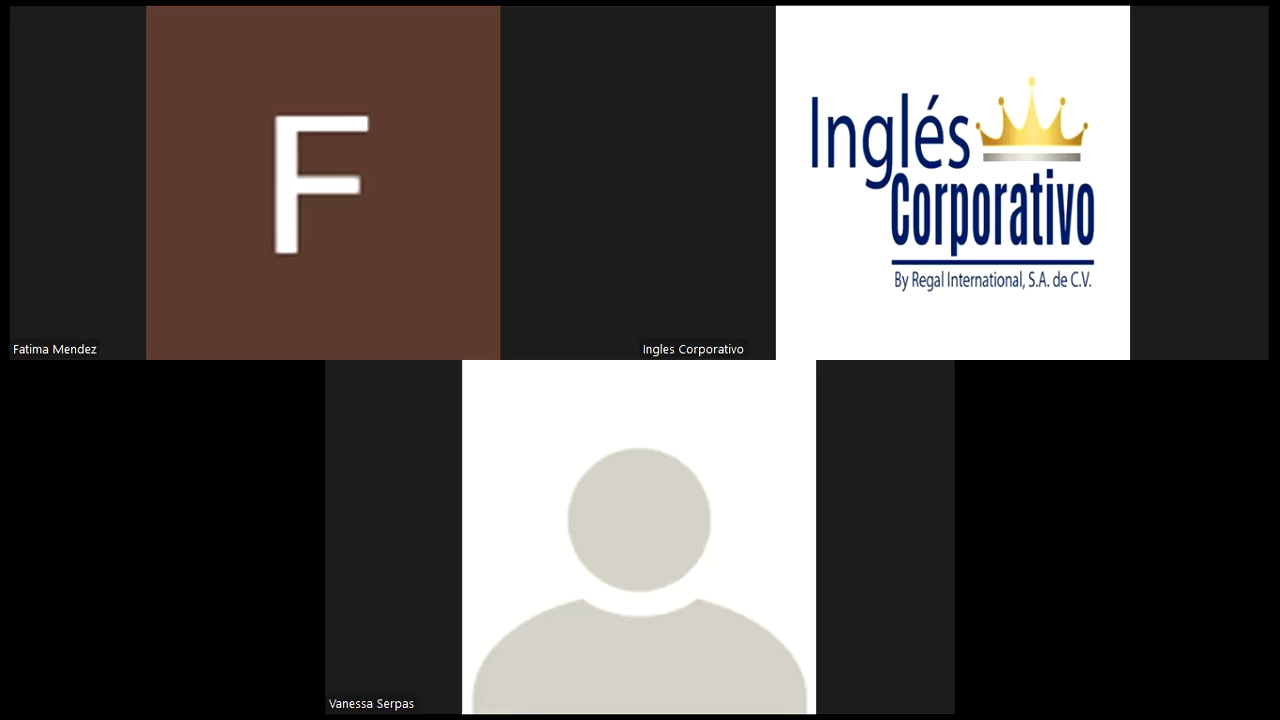 F
Fatima Mendez
Inglés
Corporativo
By Regal International, S.A. de C.V.
Ingles Corporativo
Vanessa Serpas